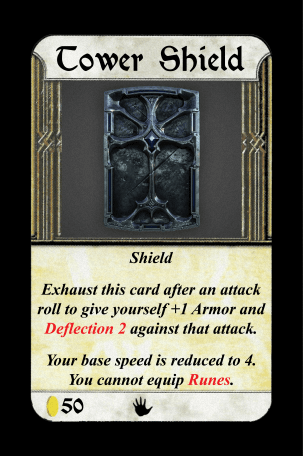 Tower Shield
Shield
Exhaust this card after an attack
roll to give yourself +1 Armor and
Deflection 2 against that attack.
Your base speed is reduced to 4.
You cannot equip Runes.
50